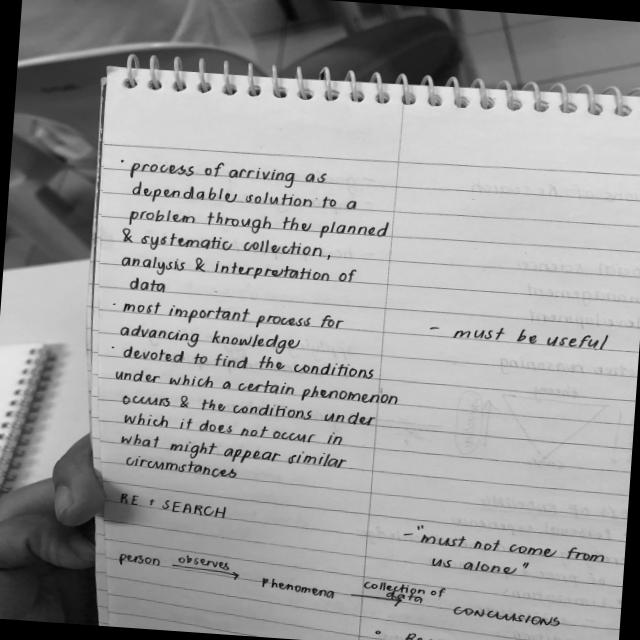 · process of arriving as
dependable solution to a
problem through the planned
& systematic collection,
analysis & interpretation of
data
· most important process for
advancing knowledge
- must be useful
· devoted to find the conditions
under which a certain phenomenon
occurs & the conditions under
which it does not occur in
what might appear similar
circumstances
RE + SEARCH
- "must not come from
us alone"
person observes → Phenomena collection of data → CONCLUSIONS